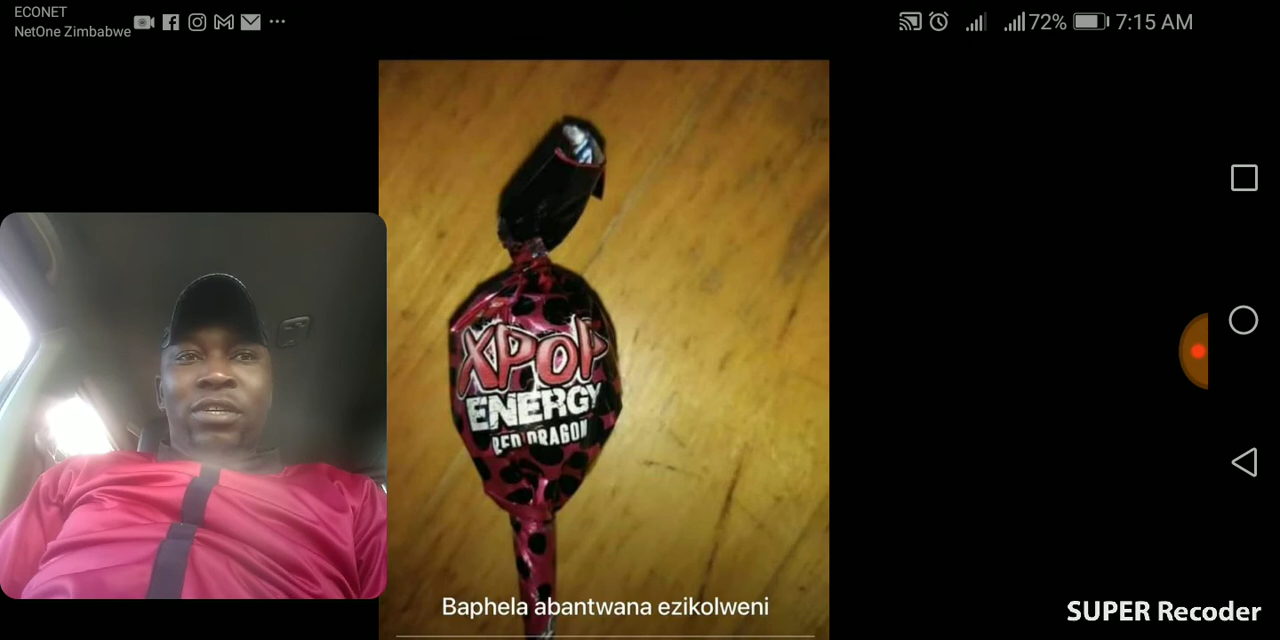 ECONET
NetOne Zimbabwe
72%
7:15 AM
XPOP
ENERGY
RED DRAGON
Baphela abantwana ezikolweni
SUPER Recoder